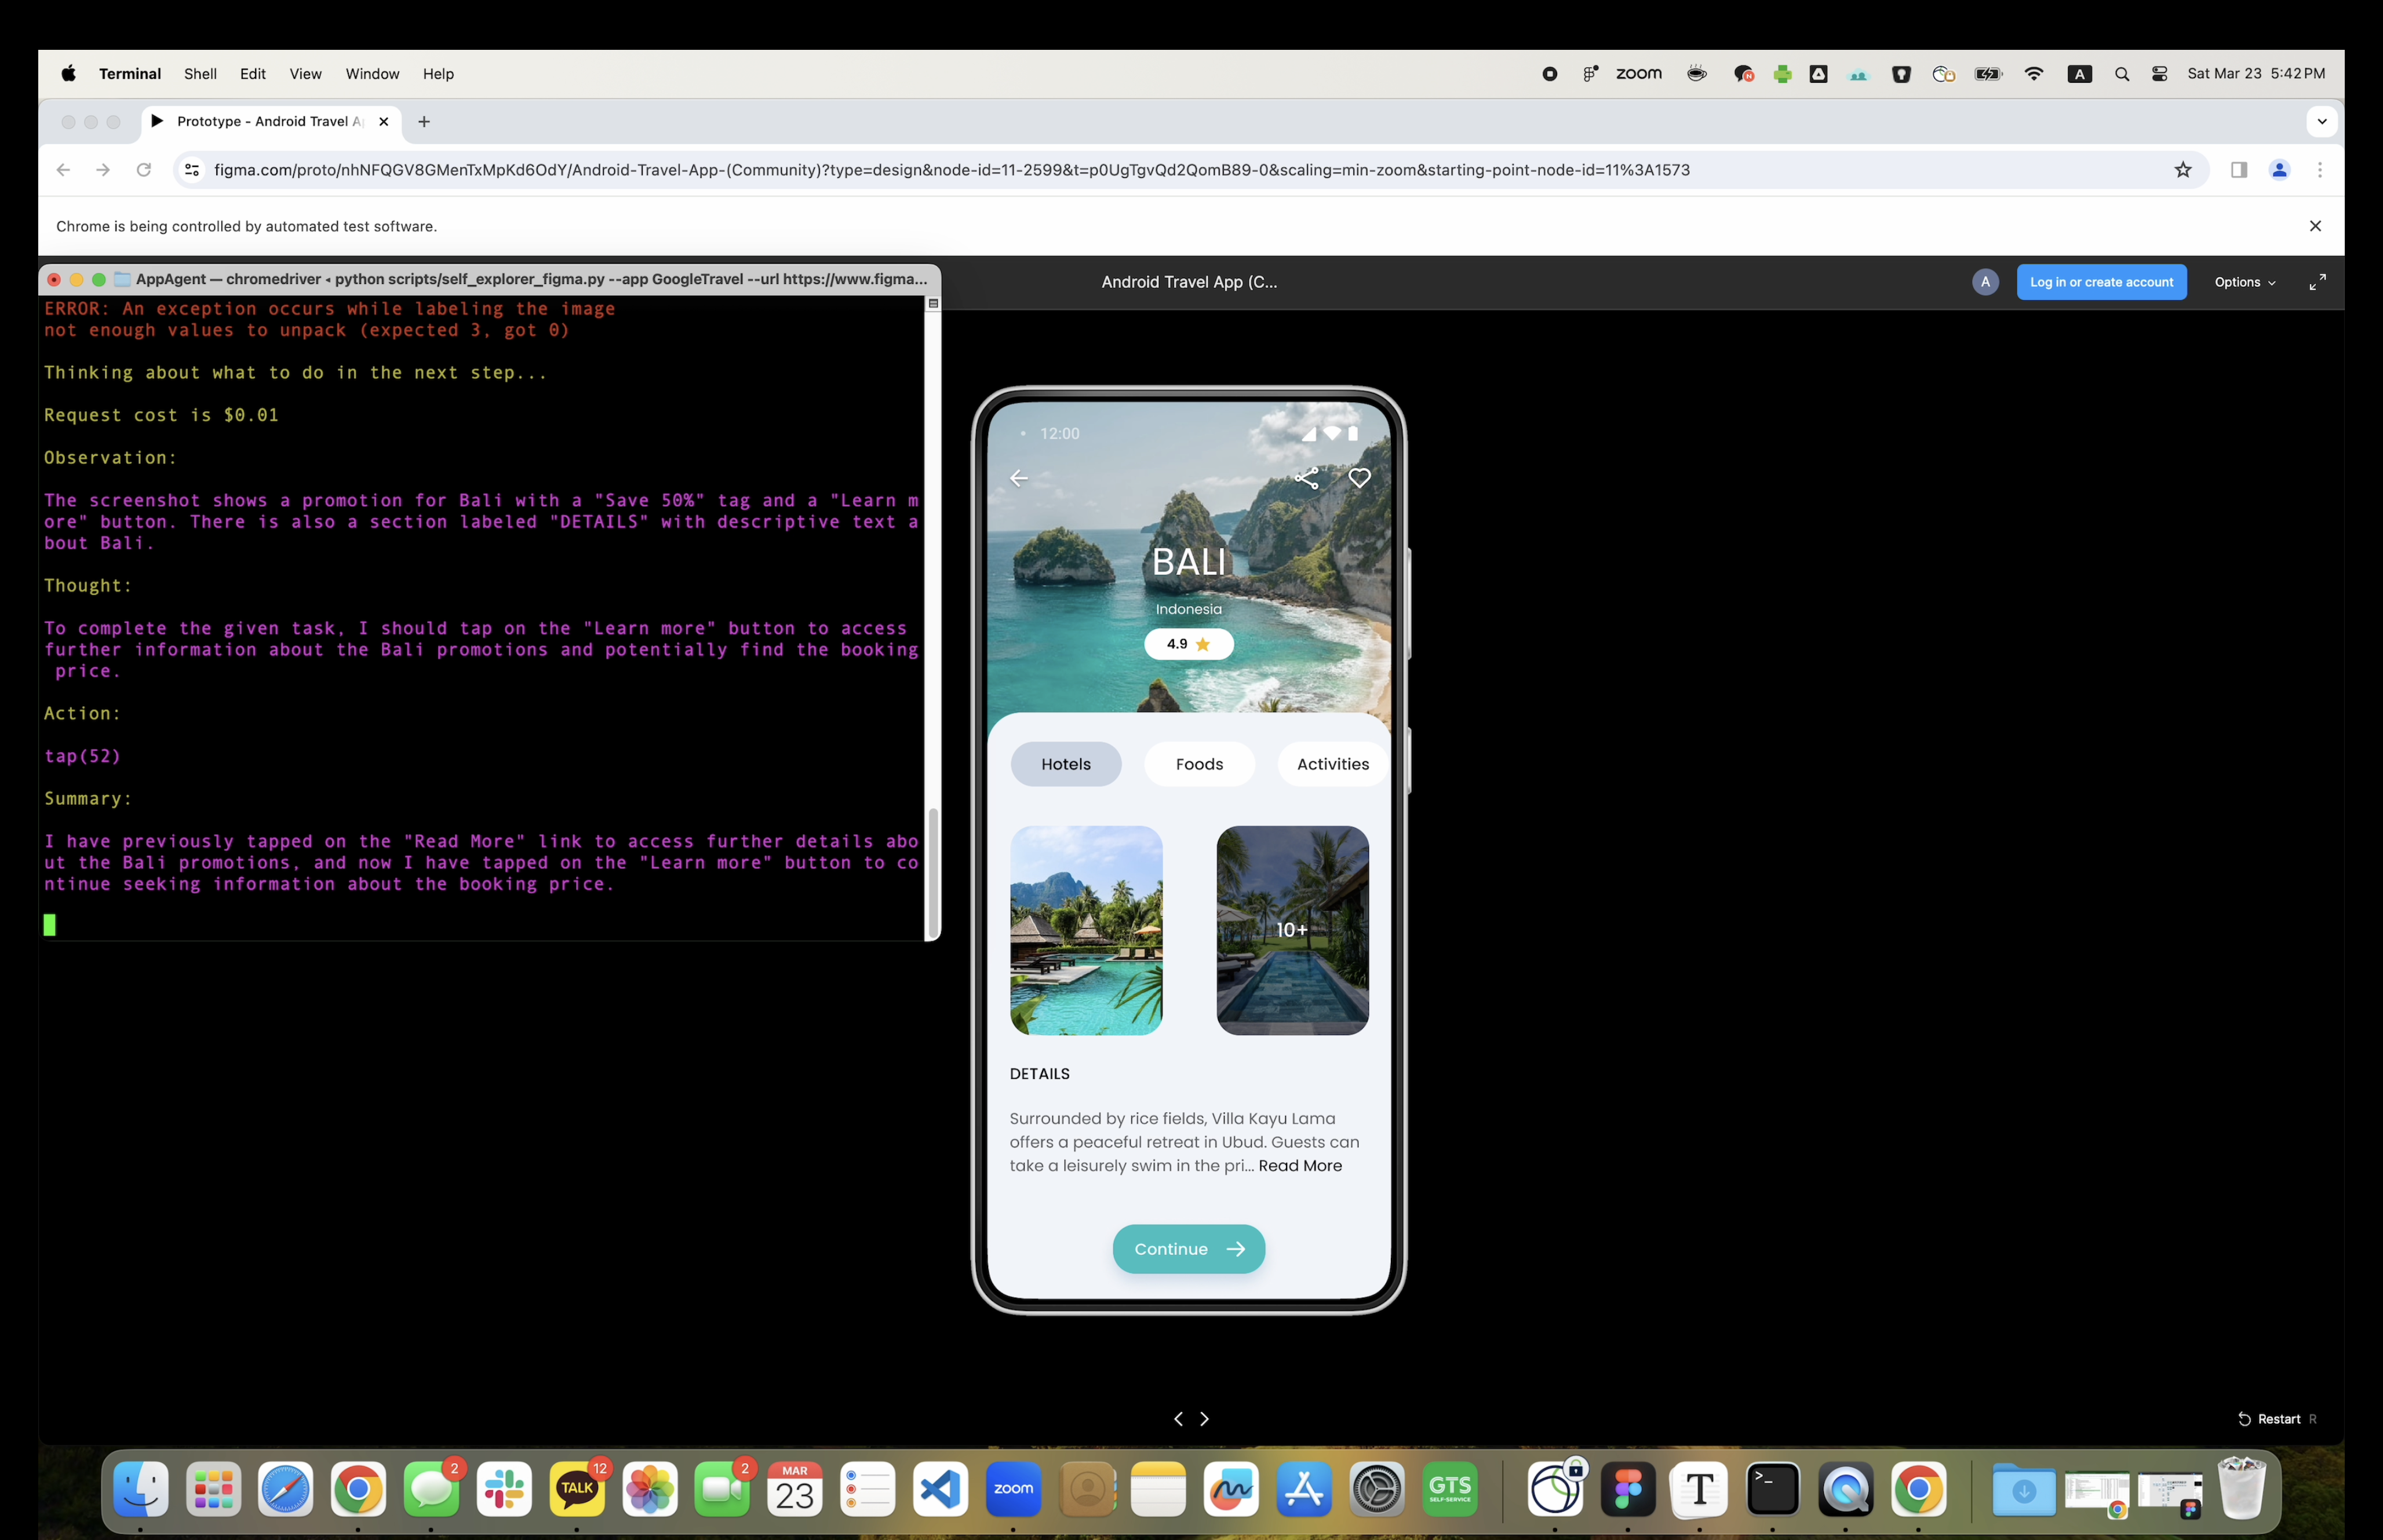 Terminal Shell Edit View Window Help
zoom
A
Sat Mar 23 5:42 PM
Prototype - Android Travel A
figma.com/proto/nhNFQGV8GMenTxMpKd6OdY/Android-Travel-App-(Community)?type=design&node-id=11-2599&t=p0UgTgvQd2QomB89-0&scaling=min-zoom&starting-point-node-id=11%3A1573
Chrome is being controlled by automated test software.
AppAgent — chromedriver ◂ python scripts/self_explorer_figma.py --app GoogleTravel --url https://www.figma...
Android Travel App (C...
A
Log in or create account
Options
ERROR: An exception occurs while labeling the image
not enough values to unpack (expected 3, got 0)
Thinking about what to do in the next step...
Request cost is $0.01
Observation:
The screenshot shows a promotion for Bali with a "Save 50%" tag and a "Learn m
ore" button. There is also a section labeled "DETAILS" with descriptive text a
bout Bali.
Thought:
To complete the given task, I should tap on the "Learn more" button to access
further information about the Bali promotions and potentially find the booking
price.
Action:
tap(52)
Summary:
I have previously tapped on the "Read More" link to access further details abo
ut the Bali promotions, and now I have tapped on the "Learn more" button to co
ntinue seeking information about the booking price.
12:00
BALI
Indonesia
4.9
Hotels
Foods
Activities
10+
DETAILS
Surrounded by rice fields, Villa Kayu Lama
offers a peaceful retreat in Ubud. Guests can
take a leisurely swim in the pri... Read More
Continue
Restart R
2
TALK
12
2
MAR
23
zoom
GTS
SELF-SERVICE
T
>_